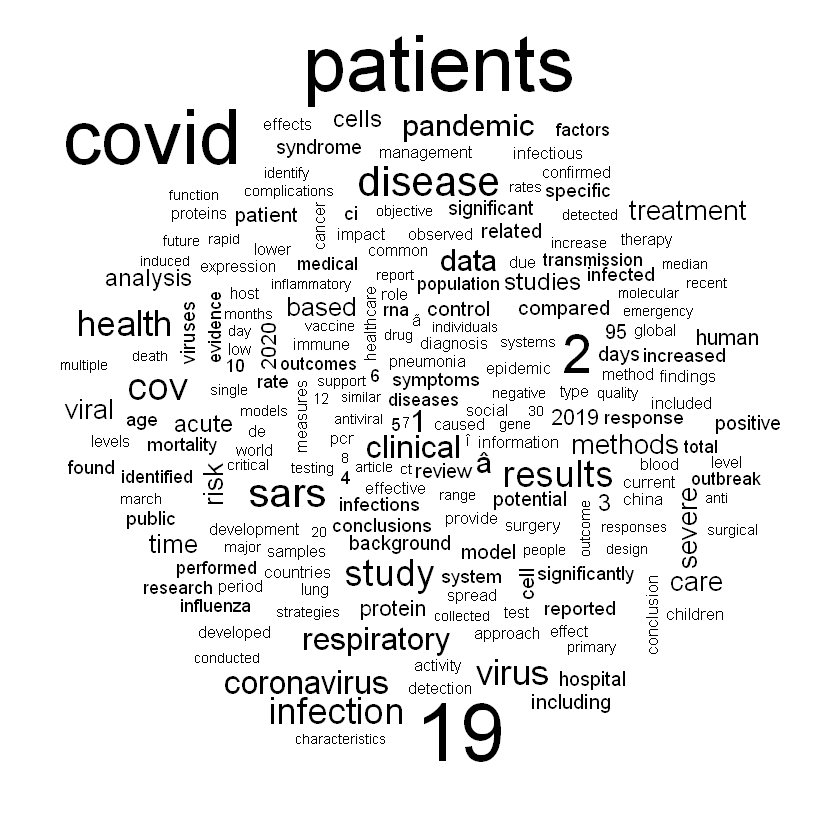 patients
covid
effects
cells
pandemic
factors
syndrome
management
infectious
identify
disease
confirmed
function
complications
rates
specific
proteins
patient
cancer
ci
objective
significant
detected
treatment
future
rapid
impact
observed
related
increase
therapy
lower
common
induced
expression
medical
data
due
transmission
median
analysis
inflammatory
report
population
studies
infected
recent
host
based
role
molecular
health
viruses
evidence
months
healthcare
rna
control
compared
emergency
day
2020
vaccine
â
individuals
95
global
human
low
immune
drug
diagnosis
systems
2
days
increased
multiple
death
10
outcomes
pneumonia
epidemic
method
findings
cov
single
rate
support
6
symptoms
negative
type
quality
12
similar
diseases
viral
age
acute
models
measures
antiviral
5
7
1
caused
social
gene
30
2019
response
included
positive
levels
mortality
de
world
pcr
clinical
î
information
methods
total
found
identified
risk
critical
testing
8
4
article
ct
review
â
results
blood
current
level
outbreak
march
sars
effective
range
potential
3
china
severe
anti
public
infections
provide
development
20
conclusions
surgery
outcome
responses
surgical
time
major
samples
background
model
people
design
performed
countries
study
system
cell
significantly
care
research
period
lung
spread
conclusion
influenza
strategies
protein
collected
test
reported
children
developed
respiratory
approach
effect
primary
conducted
activity
coronavirus
detection
virus
hospital
infection
19
including
characteristics